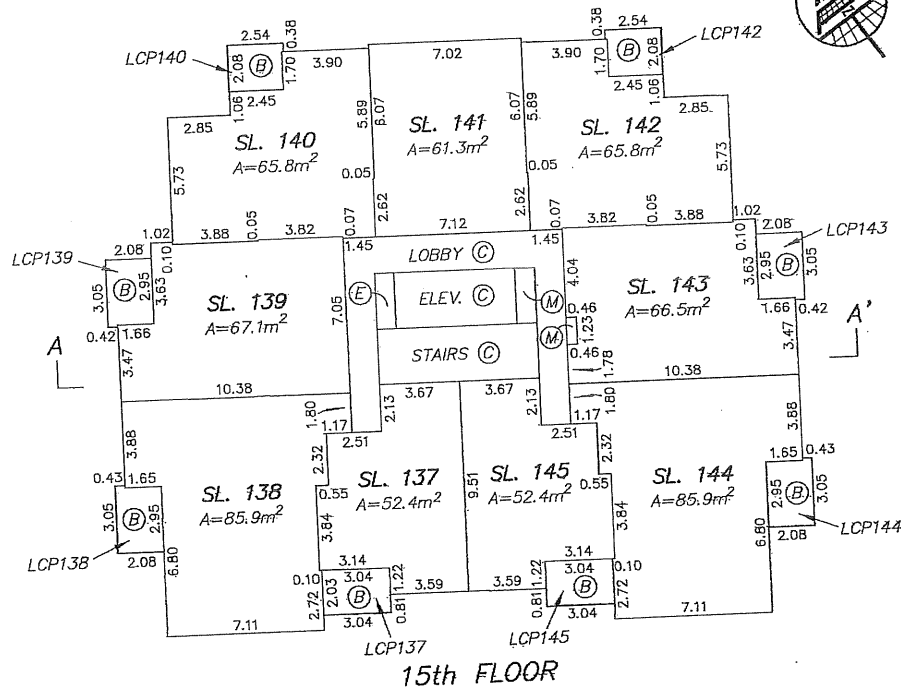 2.54
0.38
LCP140
2.08
B
1.70
3.90
2.45
1.06
2.85
7.02
3.90
0.38
2.54
LCP142
1.70
B
2.08
2.45
1.06
2.85
SL. 140
A=65.8m²
5.73
5.89
6.07
0.05
2.62
SL. 141
A=61.3m²
6.07
5.89
0.05
2.62
SL. 142
A=65.8m²
5.73
1.02
3.88
0.05
3.82
0.07
7.12
0.07
3.82
0.05
3.88
1.02
1.45
LOBBY C
1.45
LCP139
2.08
0.10
3.05
B
2.95
3.63
0.42
1.66
3.47
SL. 139
A=67.1m²
7.05
E
ELEV. C
M
STAIRS C
4.04
0.46
1.23
M
0.46
1.78
SL. 143
A=66.5m²
0.10
2.08
LCP143
3.63
2.95
B
3.05
1.66
0.42
3.47
A
A'
10.38
10.38
3.67
3.67
1.80
2.13
2.13
1.80
1.17
2.51
2.51
1.17
3.88
0.43
1.65
3.05
B
2.95
2.08
LCP138
6.80
SL. 138
A=85.9m²
2.32
0.55
3.84
SL. 137
A=52.4m²
9.51
SL. 145
A=52.4m²
2.32
0.55
3.84
SL. 144
A=85.9m²
3.88
0.43
1.65
2.95
B
3.05
2.08
LCP144
6.80
3.14
0.10
3.04
1.22
2.03
B
2.72
3.04
0.81
3.59
3.59
3.14
1.22
3.04
0.10
B
0.81
3.04
2.72
7.11
7.11
LCP137
LCP145
15th FLOOR